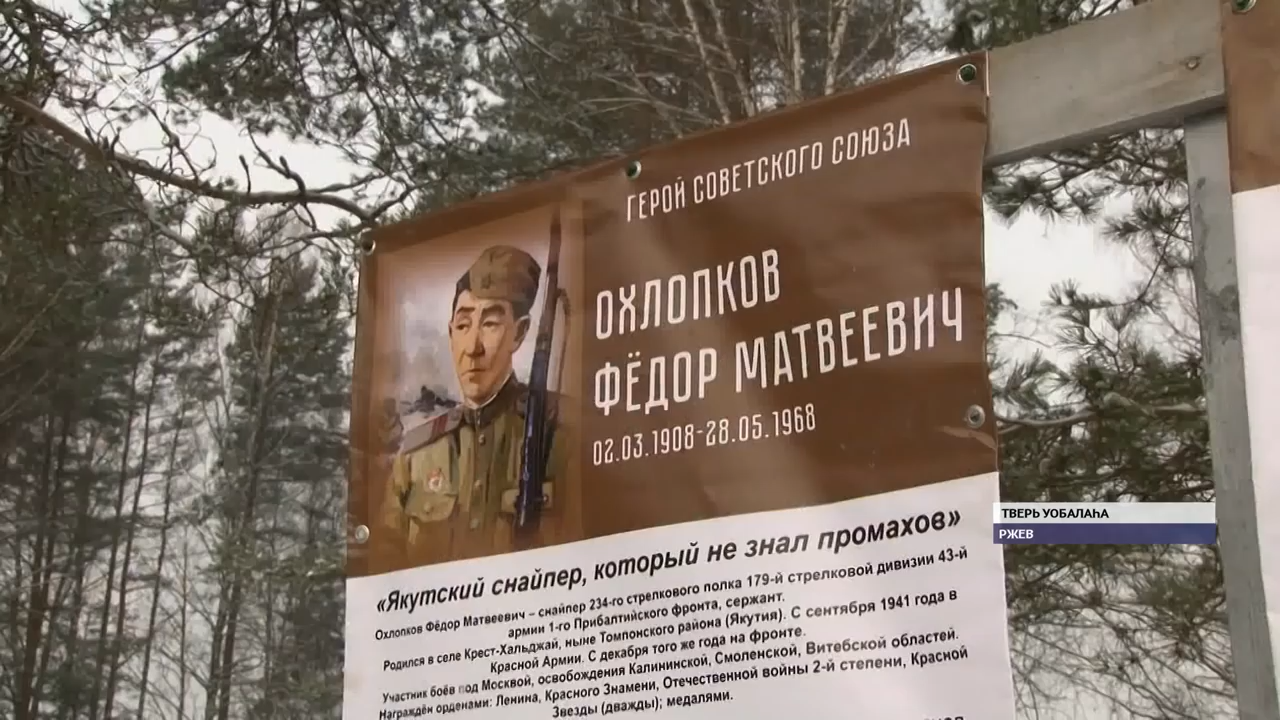 ГЕРОЙ СОВЕТСКОГО СОЮЗА
ОХЛОПКОВ
ФЁДОР МАТВЕЕВИЧ
02.03.1908-28.05.1968
«Якутский снайпер, который не знал промахов»
Охлопков Фёдор Матвеевич – снайпер 234-го стрелкового полка 179-й стрелковой дивизии 43-й
армии 1-го Прибалтийского фронта, сержант.
Родился в селе Крест-Хальджай, ныне Томпонского района (Якутия). С сентября 1941 года в
Красной Армии. С декабря того же года на фронте.
Участник боёв под Москвой, освобождения Калининской, Смоленской, Витебской областей.
Награждён орденами: Ленина, Красного Знамени, Отечественной войны 2-й степени, Красной
Звезды (дважды); медалями.
ТВЕРЬ УОБАЛАҺА
РЖЕВ